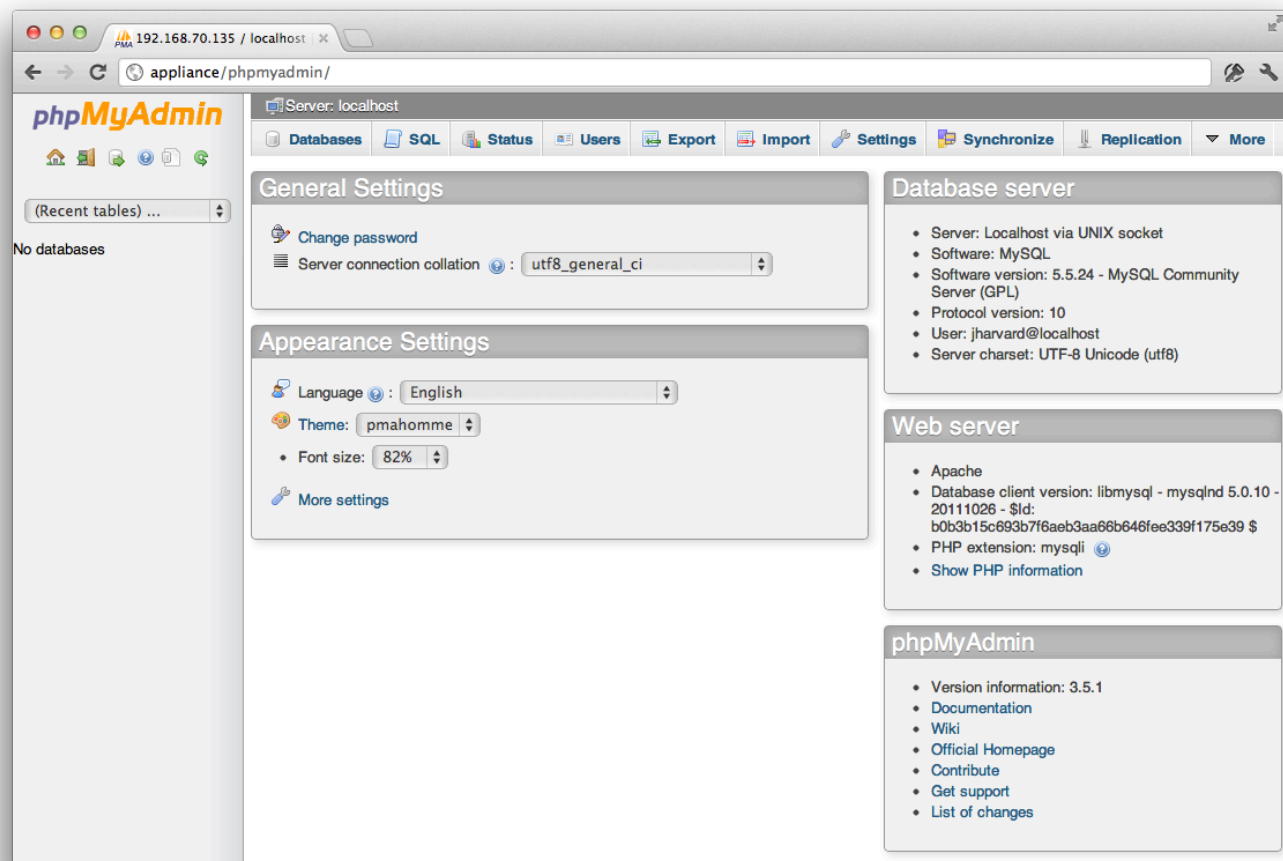 PMA 192.168.70.135 / localhost
appliance/phpmyadmin/
phpMyAdmin
(Recent tables) ...
No databases
Server: localhost
Databases SQL Status Users Export Import Settings Synchronize Replication More
General Settings
Change password
Server connection collation : utf8_general_ci
Appearance Settings
Language : English
Theme: pmahomme
• Font size: 82%
More settings
Database server
• Server: Localhost via UNIX socket
• Software: MySQL
• Software version: 5.5.24 - MySQL Community
Server (GPL)
• Protocol version: 10
• User: jharvard@localhost
• Server charset: UTF-8 Unicode (utf8)
Web server
• Apache
• Database client version: libmysql - mysqlnd 5.0.10 -
20111026 - $Id:
b0b3b15c693b7f6aeb3aa66b646fee339f175e39 $
• PHP extension: mysqli
• Show PHP information
phpMyAdmin
• Version information: 3.5.1
• Documentation
• Wiki
• Official Homepage
• Contribute
• Get support
• List of changes